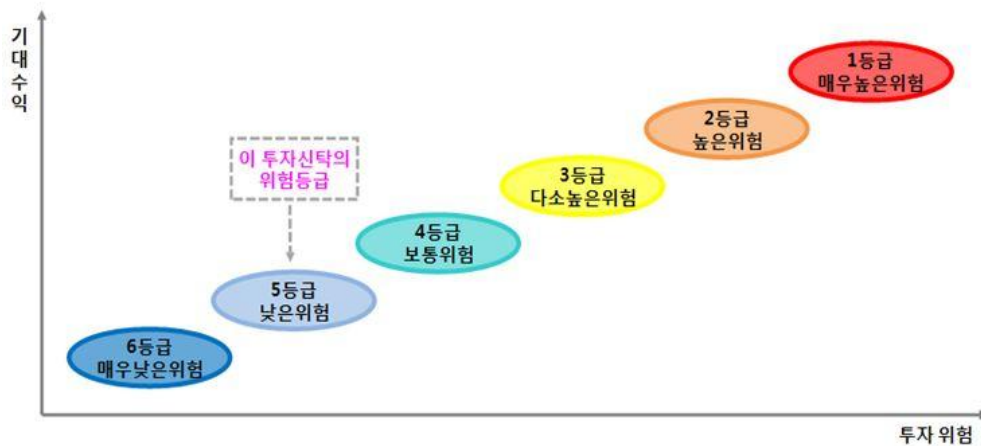 기대수익
1등급
매우높은위험
2등급
높은위험
이 투자신탁의
위험등급
3등급
다소높은위험
4등급
보통위험
5등급
낮은위험
6등급
매우낮은위험
투자 위험